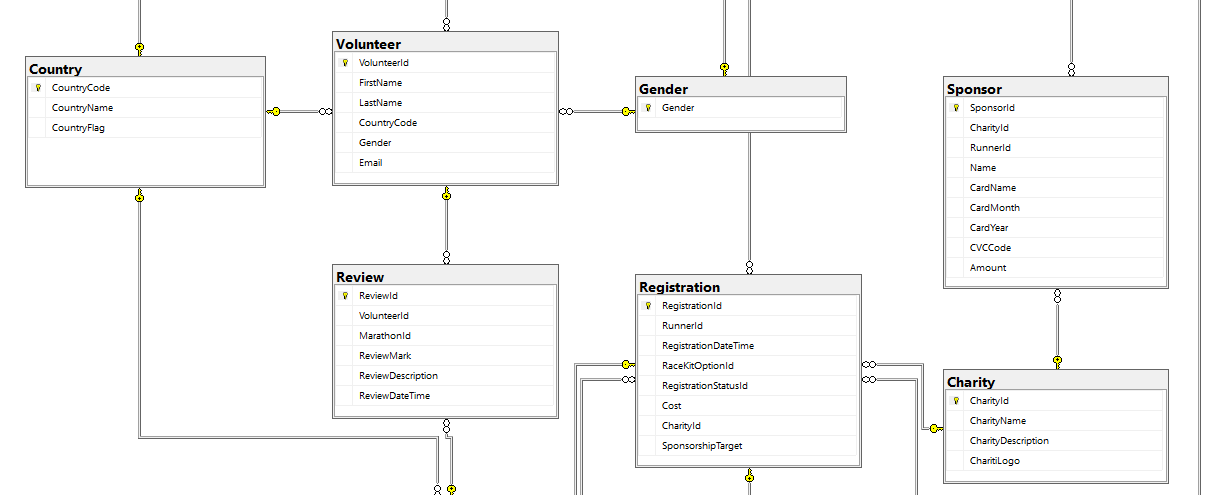 Country
CountryCode
CountryName
CountryFlag
Volunteer
VolunteerId
FirstName
LastName
CountryCode
Gender
Email
Gender
Gender
Sponsor
SponsorId
CharityId
RunnerId
Name
CardName
CardMonth
CardYear
CVCCode
Amount
Review
ReviewId
VolunteerId
MarathonId
ReviewMark
ReviewDescription
ReviewDateTime
Registration
RegistrationId
RunnerId
RegistrationDateTime
RaceKitOptionId
RegistrationStatusId
Cost
CharityId
SponsorshipTarget
Charity
CharityId
CharityName
CharityDescription
CharitiLogo